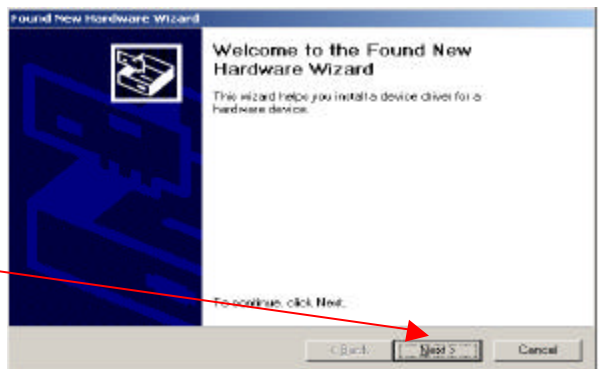 Found New Hardware Wizard
Welcome to the Found New
Hardware Wizard
This wizard helps you install a device driver for a
hardware device.
To continue, click Next.
< Back
Next >
Cancel